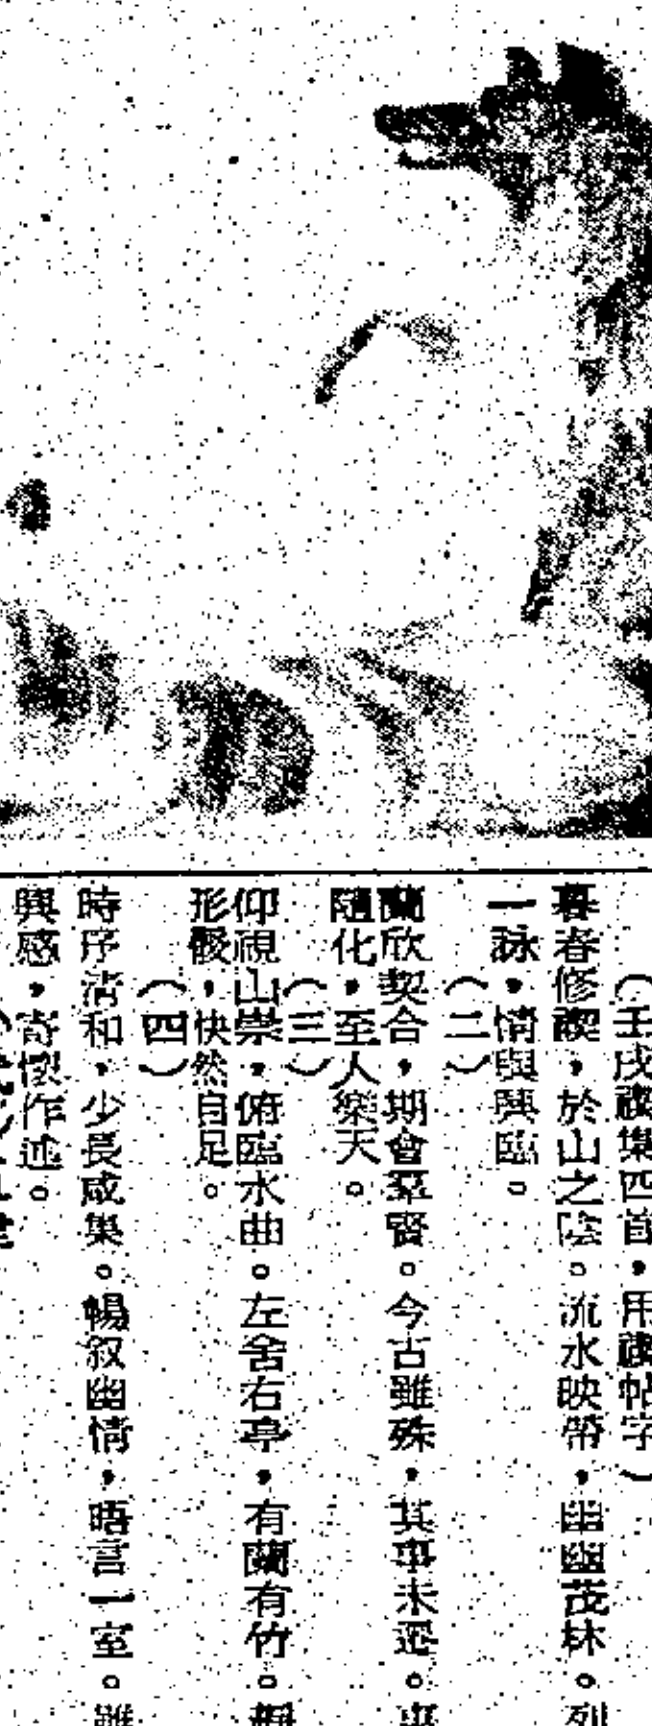 （壬戌禊集四首，用禊帖字）
暮春修禊，於山之陰。流水映帶，幽幽茂林。列
一詠，情與興臨。
（二）
蘭欣契合，期會羣賢。今古雖殊，其事未遷。
隨化，至人樂天。
（三）
仰視山崇，俯臨水曲。左舍右亭，有蘭有竹。
形骸，快然自足。
（四）
時序清和，少長咸集。暢叙幽情，晤言一室。雖
興感，寄懷作述。